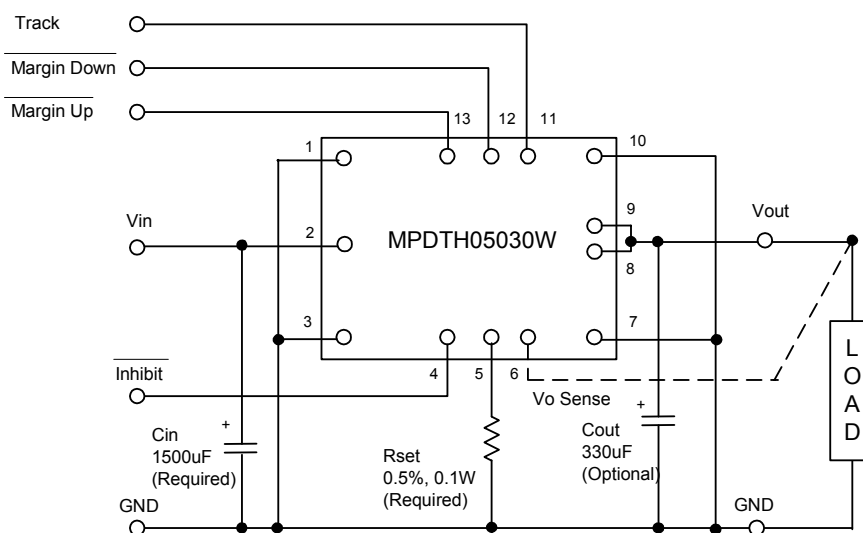 Track
Margin Down
Margin Up
13
12
11
1
10
Vin
2
MPDTH05030W
9
8
Vout
3
7
Inhibit
4
5
6
Vo Sense
+
Cin
1500uF
(Required)
Rset
0.5%, 0.1W
(Required)
+
Cout
330uF
(Optional)
L
O
A
D
GND
GND